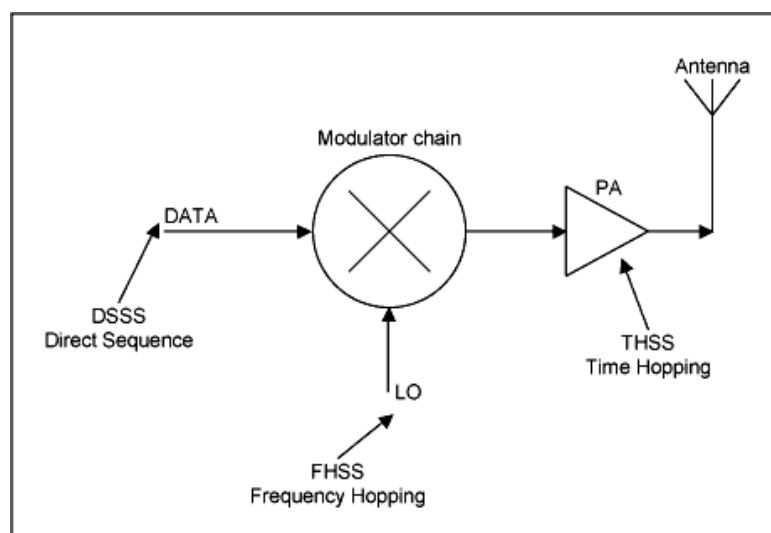 Antenna
Modulator chain
PA
DATA
DSSS
Direct Sequence
THSS
Time Hopping
LO
FHSS
Frequency Hopping